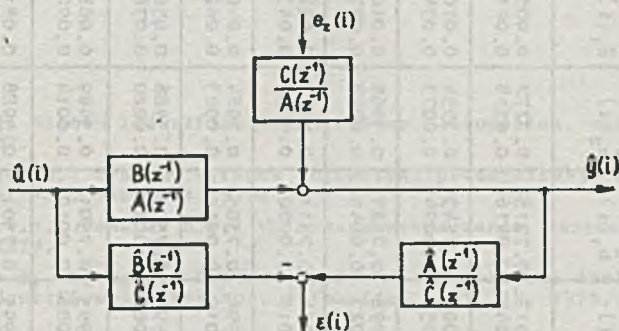 e_z(i)
C(z⁻¹)
A(z⁻¹)
û(i)
B(z⁻¹)
A(z⁻¹)
ŷ(i)
B̂(z⁻¹)
Ĉ(z⁻¹)
-
Â(z⁻¹)
Ĉ(z⁻¹)
ε(i)